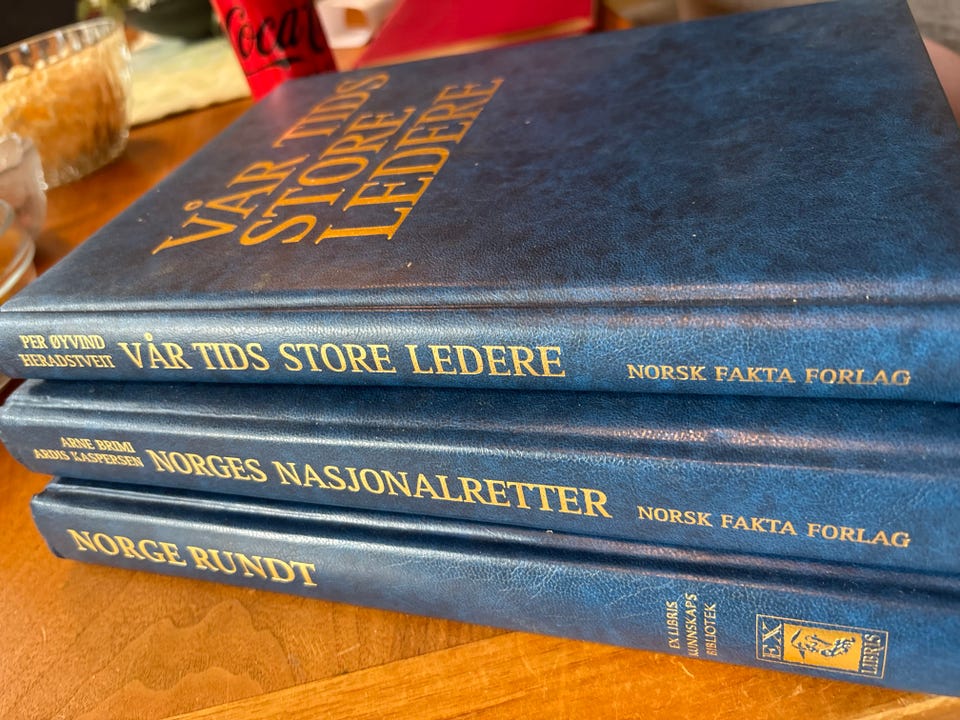 Coca
VÅR TIDS
STORE
LEDERE
PER ØYVIND
HERADSTVEIT
VÅR TIDS STORE LEDERE
NORSK FAKTA FORLAG
ARNE BRIMI
ARDIS KASPERSEN
NORGES NASJONALRETTER
NORSK FAKTA FORLAG
NORGE RUNDT
EX LIBRIS
KUNNSKAPS
BIBLIOTEK
EX
LIBRIS